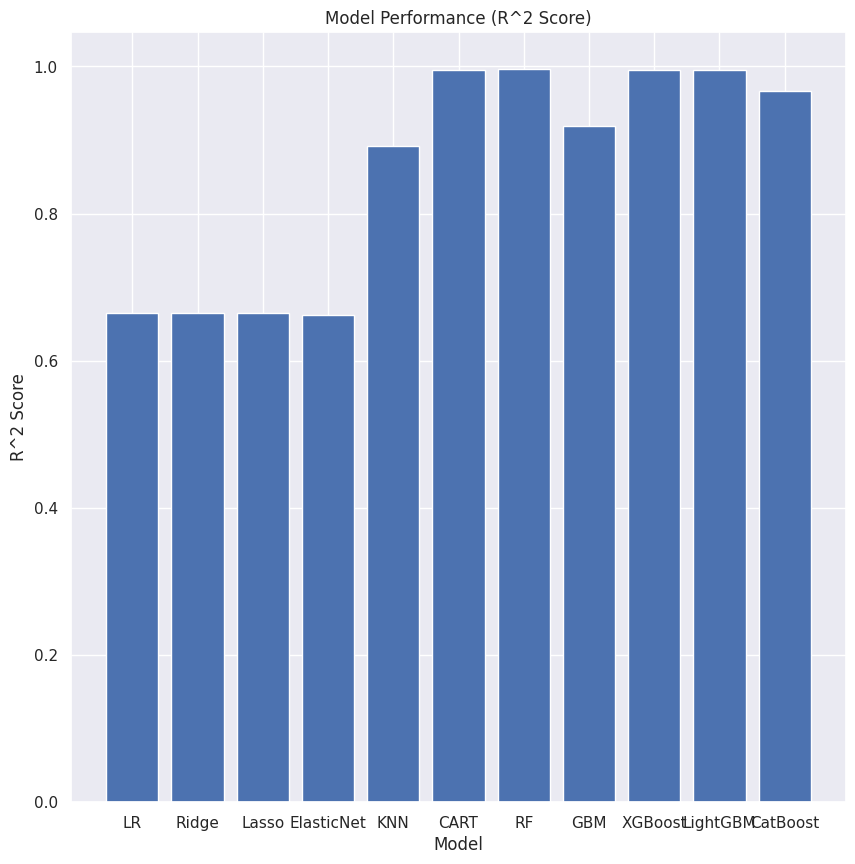 Model Performance (R^2 Score)
R^2 Score
1.0
0.8
0.6
0.4
0.2
0.0
LR Ridge Lasso ElasticNet KNN CART RF GBM XGBoost LightGBM CatBoost
Model